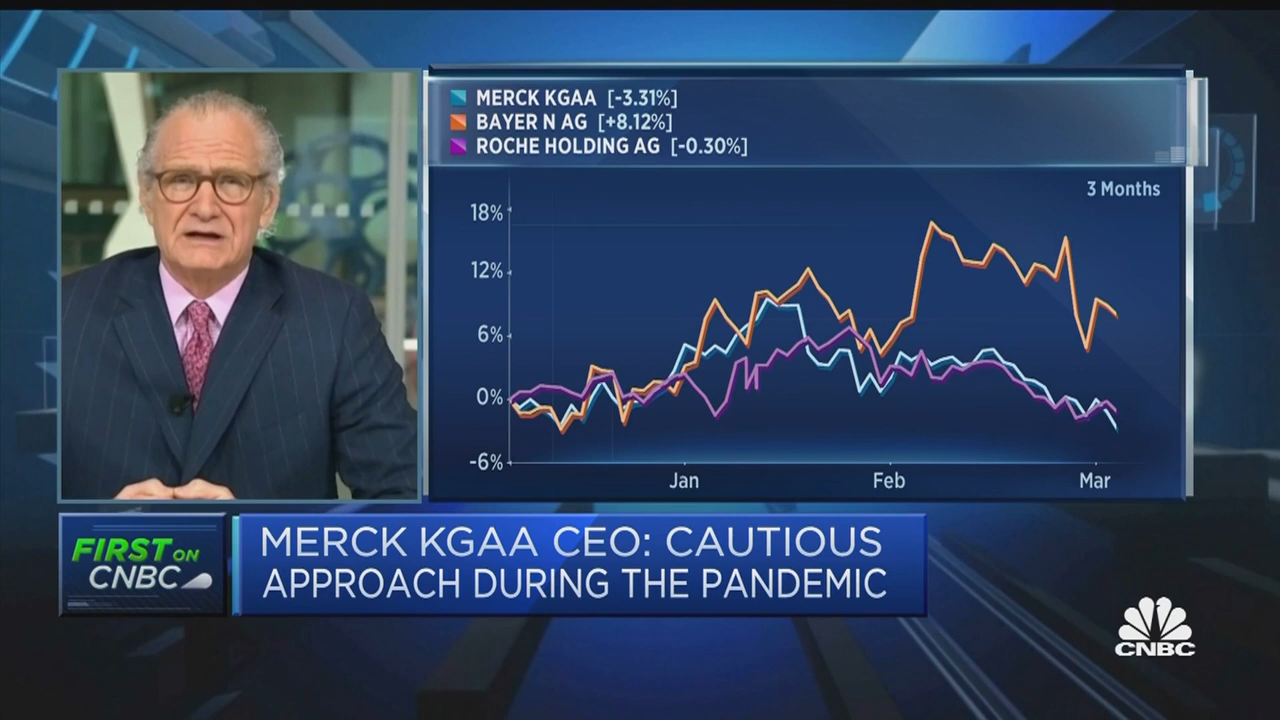 MERCK KGAA [-3.31%]
BAYER N AG [+8.12%]
ROCHE HOLDING AG [-0.30%]
3 Months
18%
12%
6%
0%
-6%
Jan Feb Mar
FIRST ON
CNBC
MERCK KGAA CEO: CAUTIOUS
APPROACH DURING THE PANDEMIC
CNBC